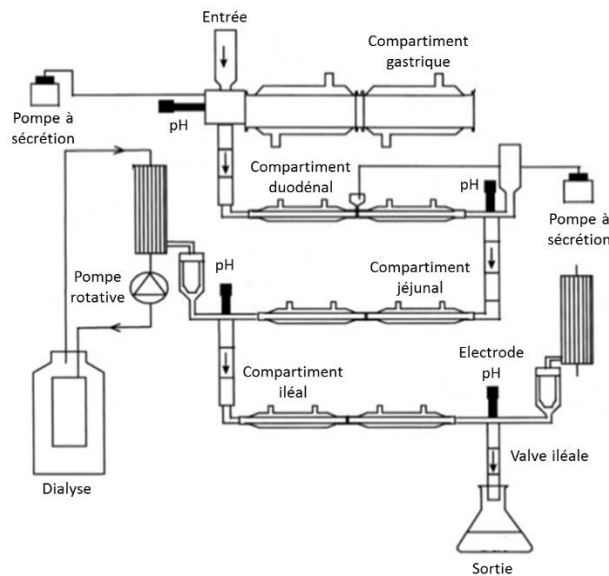 Entrée
Compartiment
gastrique
Pompe à
sécrétion
pH
Compartiment
duodénal
pH
Pompe à
sécrétion
Pompe
rotative
pH
Compartiment
jéjunal
Compartiment
iléal
Electrode
pH
Valve iléale
Dialyse
Sortie